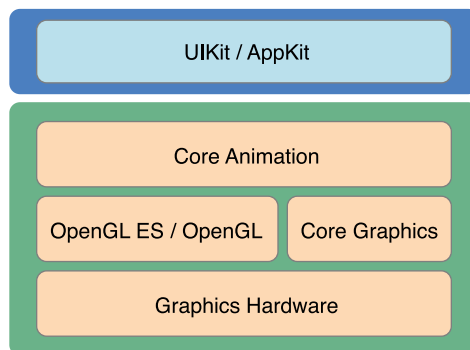 UIKit / AppKit
Core Animation
OpenGL ES / OpenGL
Core Graphics
Graphics Hardware